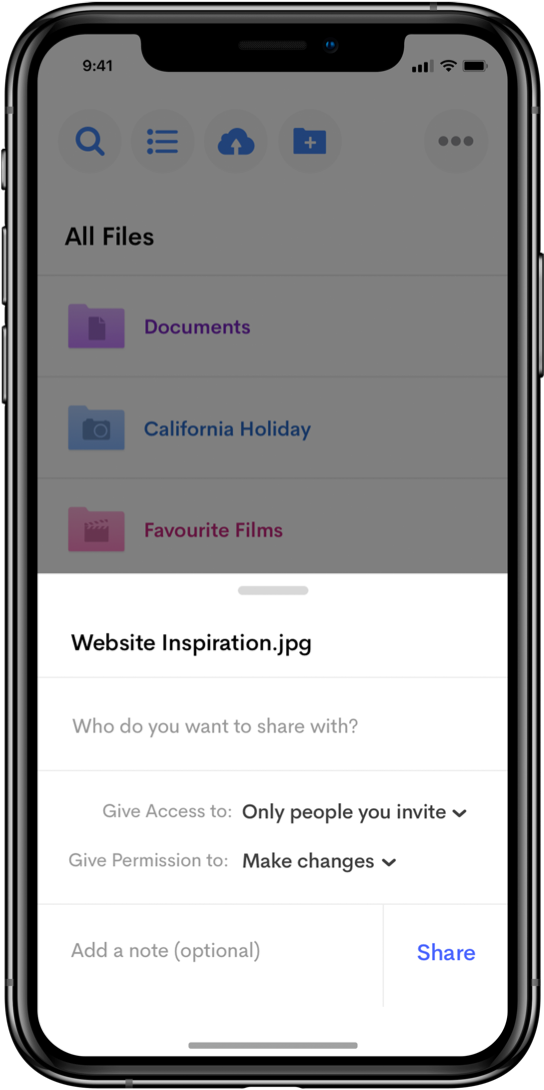 9:41
All Files
Documents
California Holiday
Favourite Films
Website Inspiration.jpg
Who do you want to share with?
Give Access to: Only people you invite
Give Permission to: Make changes
Add a note (optional)
Share